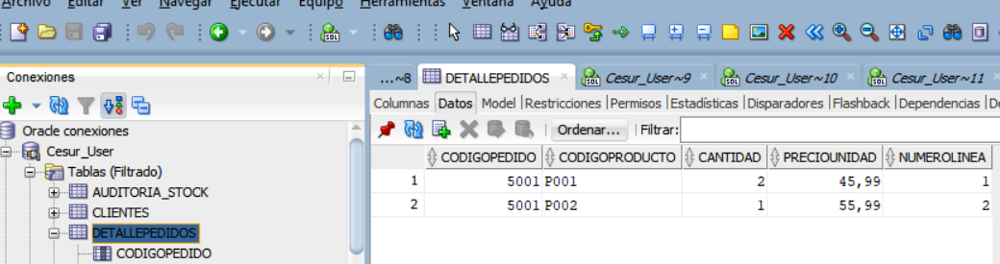 Archivo Editar Ver Navegar Ejecutar Equipo Herramientas Ventana Ayuda
Conexiones
Oracle conexiones
Cesur_User
Tablas (Filtrado)
AUDITORIA_STOCK
CLIENTES
DETALLEPEDIDOS
CODIGOPEDIDO
...~8 DETALLEPEDIDOS Cesur_User~9 Cesur_User~10 Cesur_User~11
Columnas Datos Model |Restricciones |Permisos |Estadísticas |Disparadores |Flashback |Dependencias |De
Ordenar... Filtrar:
CODIGOPEDIDO CODIGOPRODUCTO CANTIDAD PRECIOUNIDAD NUMEROLINEA
1 5001 P001 2 45,99 1
2 5001 P002 1 55,99 2